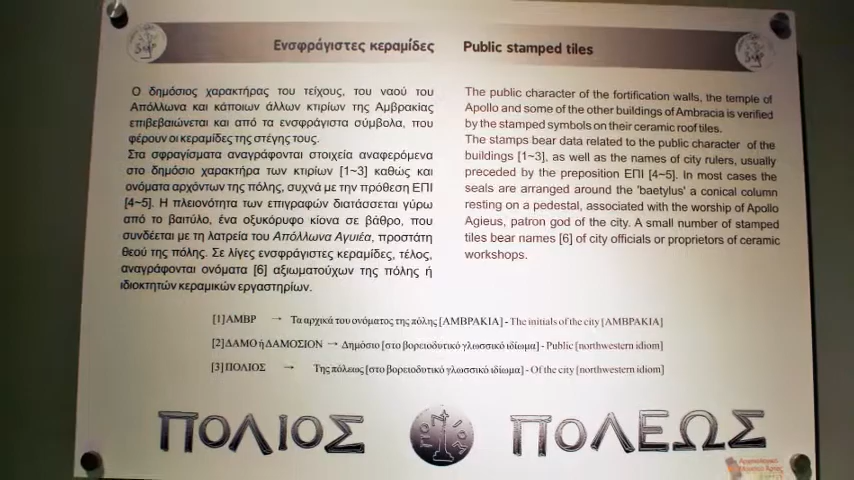 Ενσφράγιστες κεραμίδες
Ο δημόσιος χαρακτήρας του τείχους, του ναού του
Απόλλωνα και κάποιων άλλων κτιρίων της Αμβρακίας
επιβεβαιώνεται και από τα ενσφράγιστα σύμβολα, που
φέρουν οι κεραμίδες της στέγης τους.
Στα σφραγίσματα αναγράφονται στοιχεία αναφερόμενα
στο δημόσιο χαρακτήρα των κτιρίων [1~3] καθώς και
ονόματα αρχόντων της πόλης, συχνά με την πρόθεση ΕΠΙ
[4~5]. Η πλειονότητα των επιγραφών διατάσσεται γύρω
από το βαιτυλο, ένα οξυκόρυφο κίονα σε βάθρο, που
συνδέεται με τη λατρεία του Απόλλωνα Αγυιέα, προστάτη
θεού της πόλης. Σε λίγες ενσφράγιστες κεραμίδες, τέλος,
αναγράφονται ονόματα [6] αξιωματούχων της πόλης ή
ιδιοκτητών κεραμικών εργαστηρίων.
Public stamped tiles
The public character of the fortification walls, the temple of
Apollo and some of the other buildings of Ambracia is verified
by the stamped symbols on their ceramic roof tiles.
The stamps bear data related to the public character of the
buildings [1~3], as well as the names of city rulers, usually
preceded by the preposition ΕΠΙ [4~5]. In most cases the
seals are arranged around the 'baetylus' a conical column
resting on a pedestal, associated with the worship of Apollo
Agieus, patron god of the city. A small number of stamped
tiles bear names [6] of city officials or proprietors of ceramic
workshops.
[1] ΑΜΒΡ → Τα αρχικά του ονόματος της πόλης [ΑΜΒΡΑΚΙΑ] - The initials of the city [ΑΜΒΡΑΚΙΑ]
[2] ΔΑΜΟ ή ΔΑΜΟΣΙΟΝ → Δημόσιο [στο βορειοδυτικό γλωσσικό ιδίωμα] - Public [northwestern idiom]
[3] ΠΟΛΙΟΣ → Της πόλεως [στο βορειοδυτικό γλωσσικό ιδίωμα] - Of the city [northwestern idiom]
ΠΟΛΙΟΣ ΠΟΛΕΩΣ